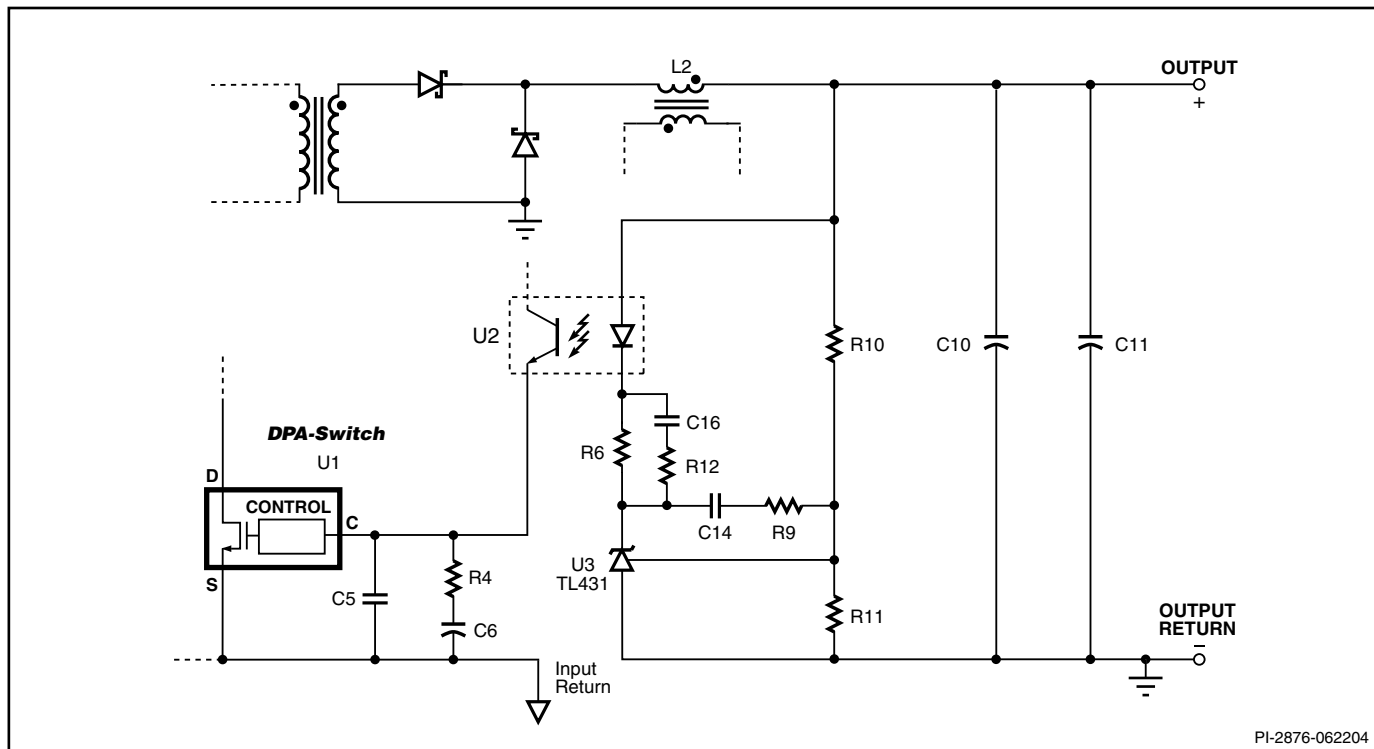 L2
OUTPUT
+
U2
R10
C10
C11
C16
R6
R12
DPA-Switch
U1
D
CONTROL
C
C14
R9
U3
TL431
R4
S
C5
R11
C6
OUTPUT
RETURN
–
Input
Return
PI-2876-062204